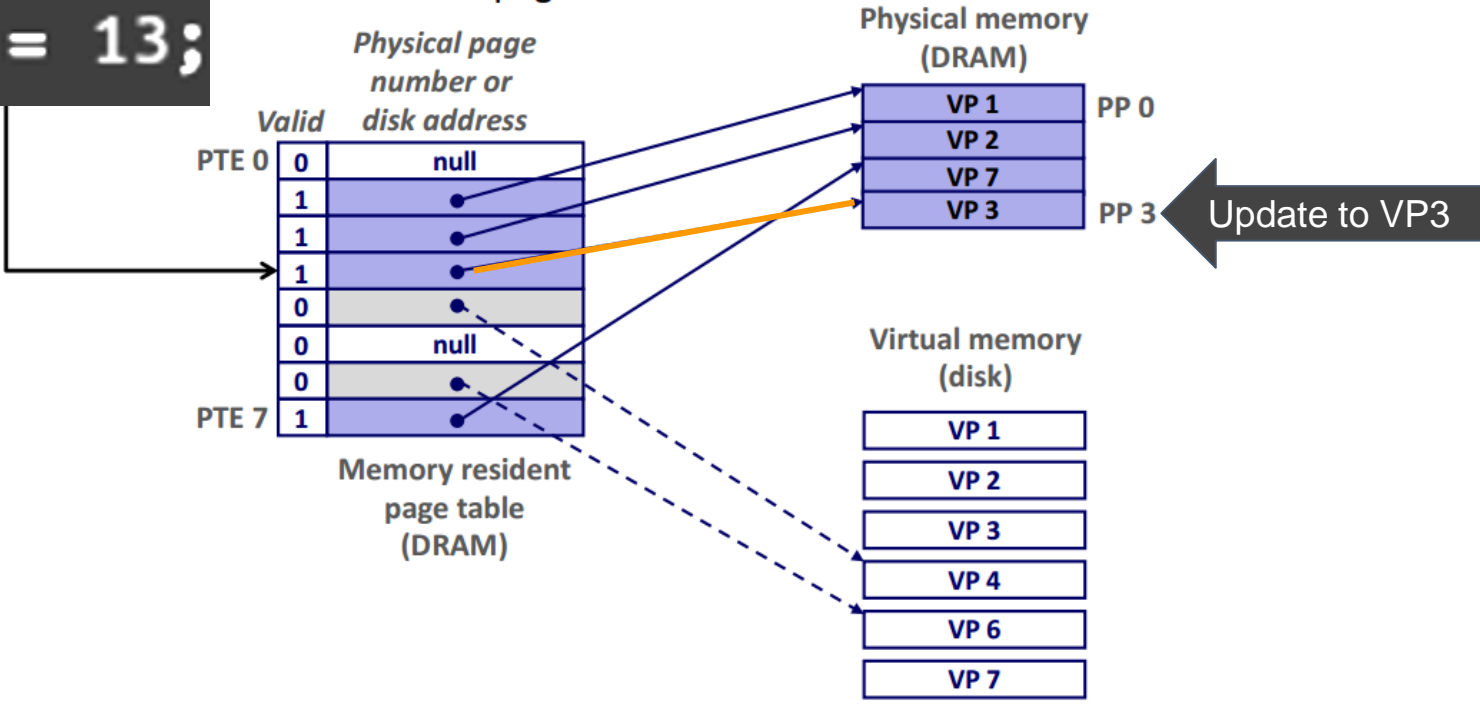 = 13;
Physical page
number or
disk address
Valid
PTE 0
0
null
1
1
1
0
0
null
0
PTE 7
1
Memory resident
page table
(DRAM)
Physical memory
(DRAM)
VP 1
PP 0
VP 2
VP 7
VP 3
PP 3
Update to VP3
Virtual memory
(disk)
VP 1
VP 2
VP 3
VP 4
VP 6
VP 7